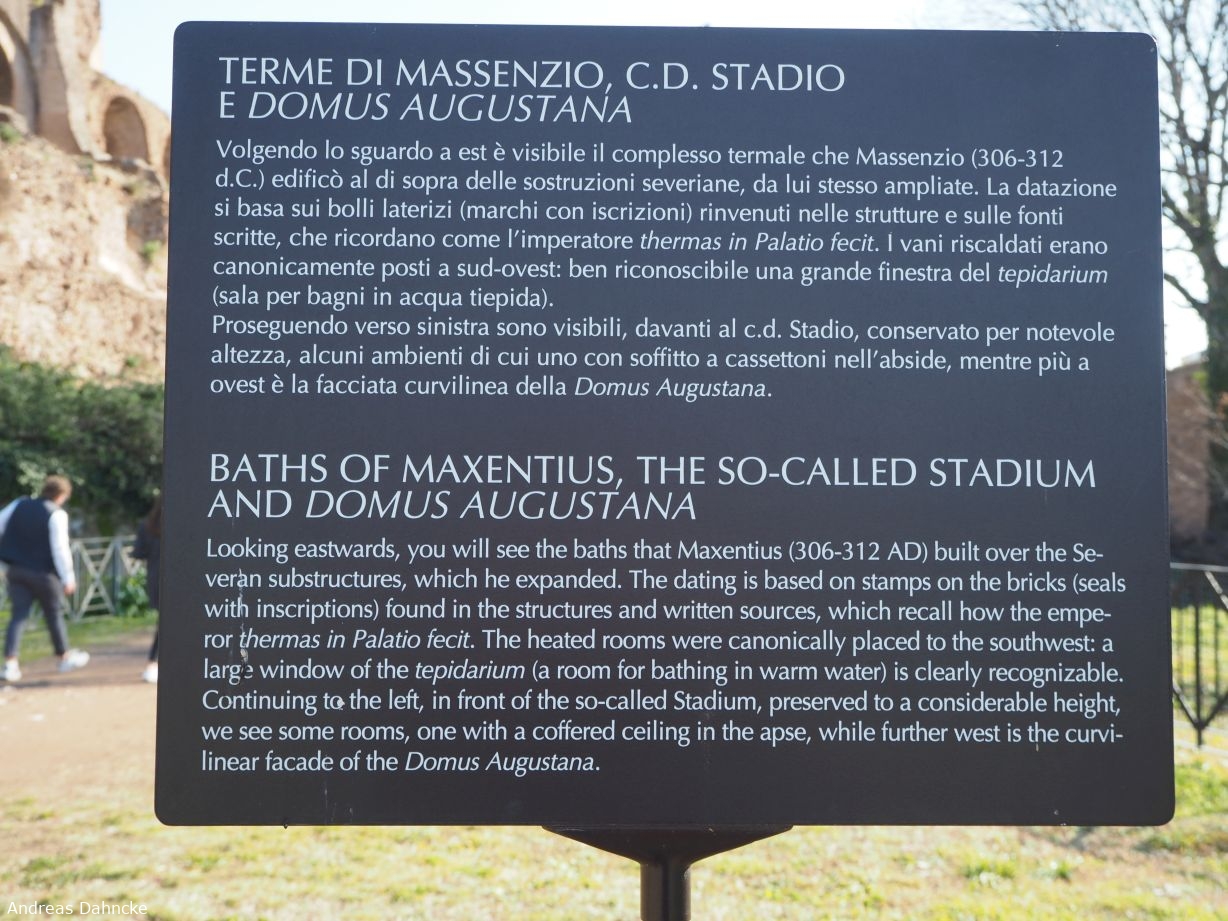 TERME DI MASSENZIO, C.D. STADIO
E DOMUS AUGUSTANA
Volgendo lo sguardo a est è visibile il complesso termale che Massenzio (306-312
d.C.) edificò al di sopra delle sostruzioni severiane, da lui stesso ampliate. La datazione
si basa sui bolli laterizi (marchi con iscrizioni) rinvenuti nelle strutture e sulle fonti
scritte, che ricordano come l'imperatore thermas in Palatio fecit. I vani riscaldati erano
canonicamente posti a sud-ovest: ben riconoscibile una grande finestra del tepidarium
(sala per bagni in acqua tiepida).
Proseguendo verso sinistra sono visibili, davanti al c.d. Stadio, conservato per notevole
altezza, alcuni ambienti di cui uno con soffitto a cassettoni nell'abside, mentre più a
ovest è la facciata curvilinea della Domus Augustana.
BATHS OF MAXENTIUS, THE SO-CALLED STADIUM
AND DOMUS AUGUSTANA
Looking eastwards, you will see the baths that Maxentius (306-312 AD) built over the Se-
veran substructures, which he expanded. The dating is based on stamps on the bricks (seals
with inscriptions) found in the structures and written sources, which recall how the empe-
ror thermas in Palatio fecit. The heated rooms were canonically placed to the southwest: a
large window of the tepidarium (a room for bathing in warm water) is clearly recognizable.
Continuing to the left, in front of the so-called Stadium, preserved to a considerable height,
we see some rooms, one with a coffered ceiling in the apse, while further west is the curvi-
linear facade of the Domus Augustana.
Andreas Dahncke